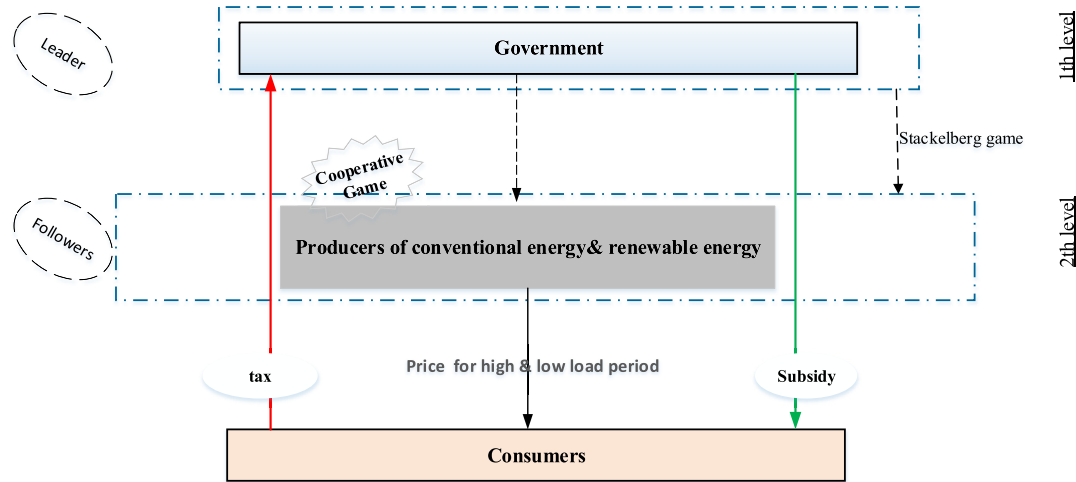 Leader
Government
1th level
Stackelberg game
Cooperative
Game
Followers
Producers of conventional energy& renewable energy
2th level
Price for high & low load period
tax
Subsidy
Consumers